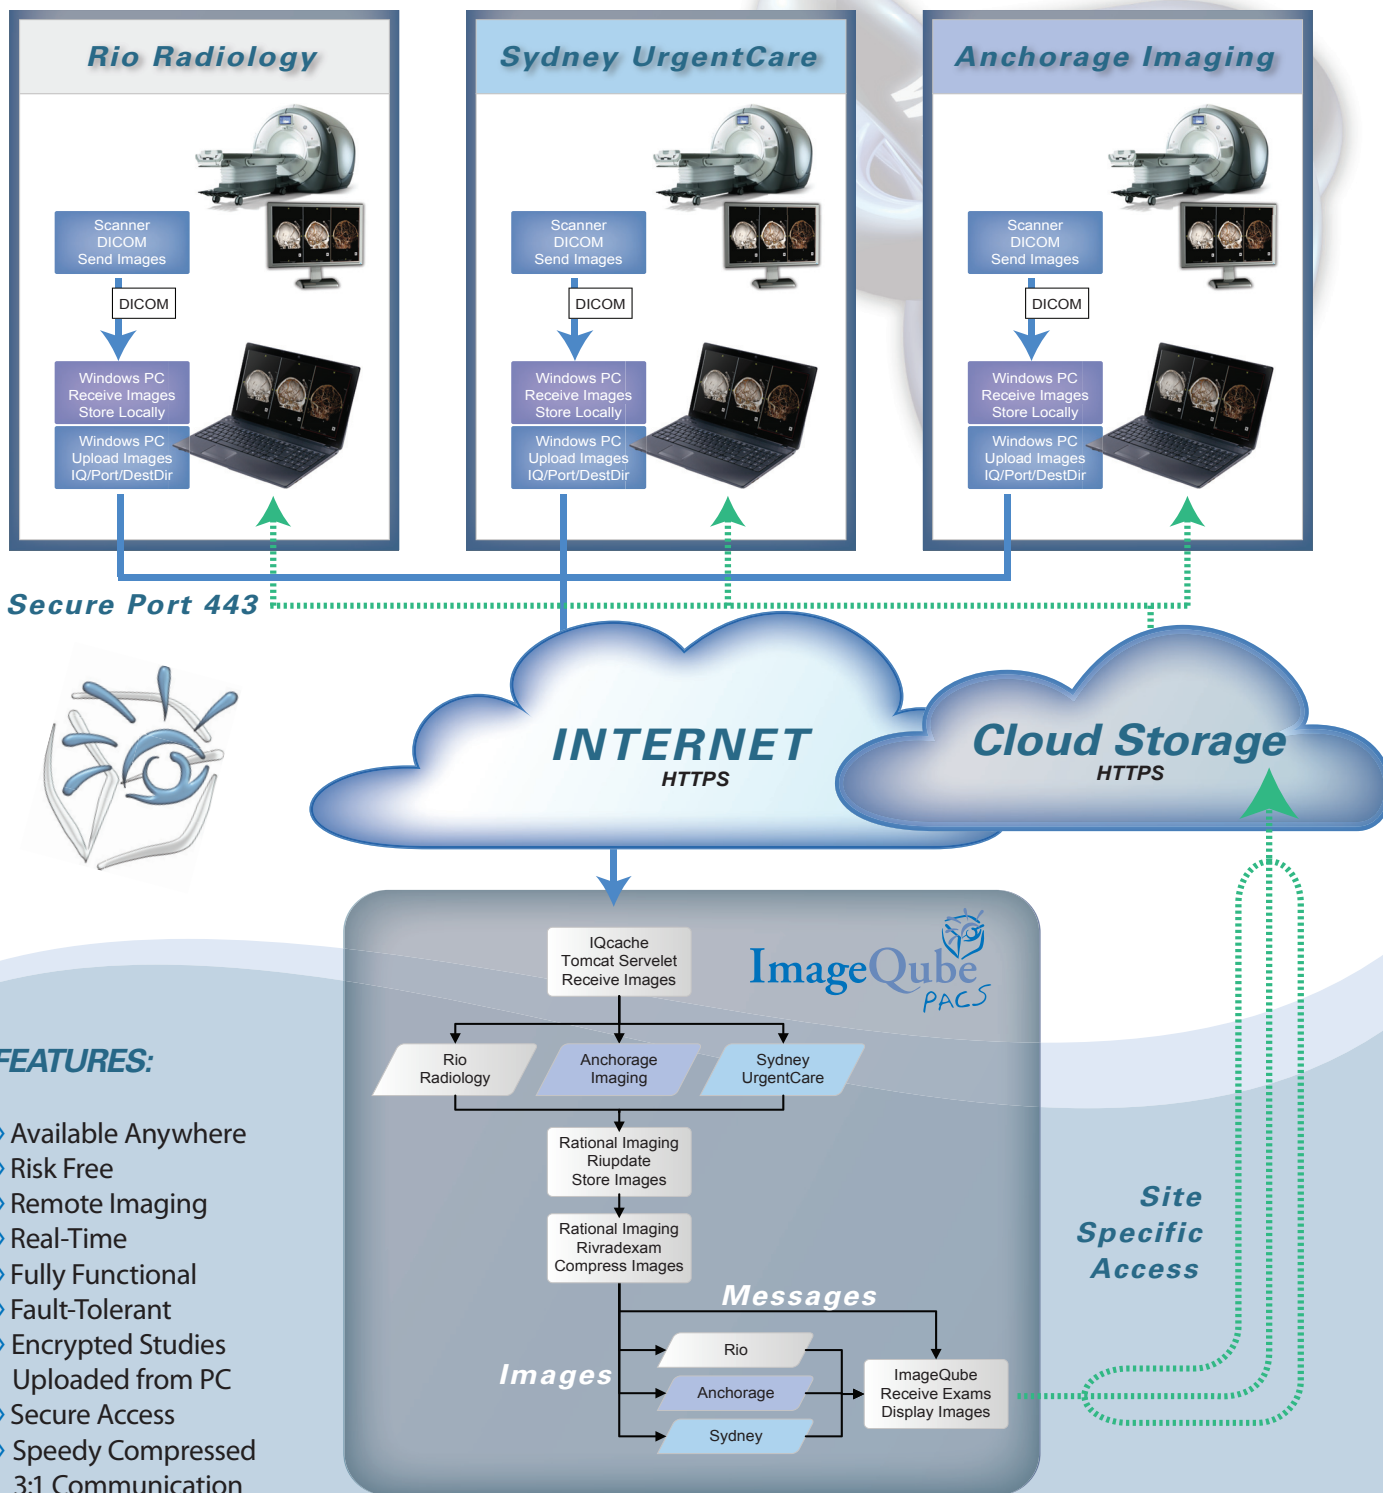 Rio Radiology
Scanner
DICOM
Send Images
DICOM
Windows PC
Receive Images
Store Locally
Windows PC
Upload Images
IQ/Port/DestDir
Sydney UrgentCare
Scanner
DICOM
Send Images
DICOM
Windows PC
Receive Images
Store Locally
Windows PC
Upload Images
IQ/Port/DestDir
Anchorage Imaging
Scanner
DICOM
Send Images
DICOM
Windows PC
Receive Images
Store Locally
Windows PC
Upload Images
IQ/Port/DestDir
Secure Port 443
INTERNET
HTTPS
Cloud Storage
HTTPS
ImageQube
PACS
IQcache
Tomcat Servelet
Receive Images
Rio
Radiology
Anchorage
Imaging
Sydney
UrgentCare
Rational Imaging
Riupdate
Store Images
Rational Imaging
Rivradexam
Compress Images
Messages
Images
Rio
Anchorage
Sydney
ImageQube
Receive Exams
Display Images
Site
Specific
Access
FEATURES:
Available Anywhere
Risk Free
Remote Imaging
Real-Time
Fully Functional
Fault-Tolerant
Encrypted Studies
Uploaded from PC
Secure Access
Speedy Compressed
3:1 Communication